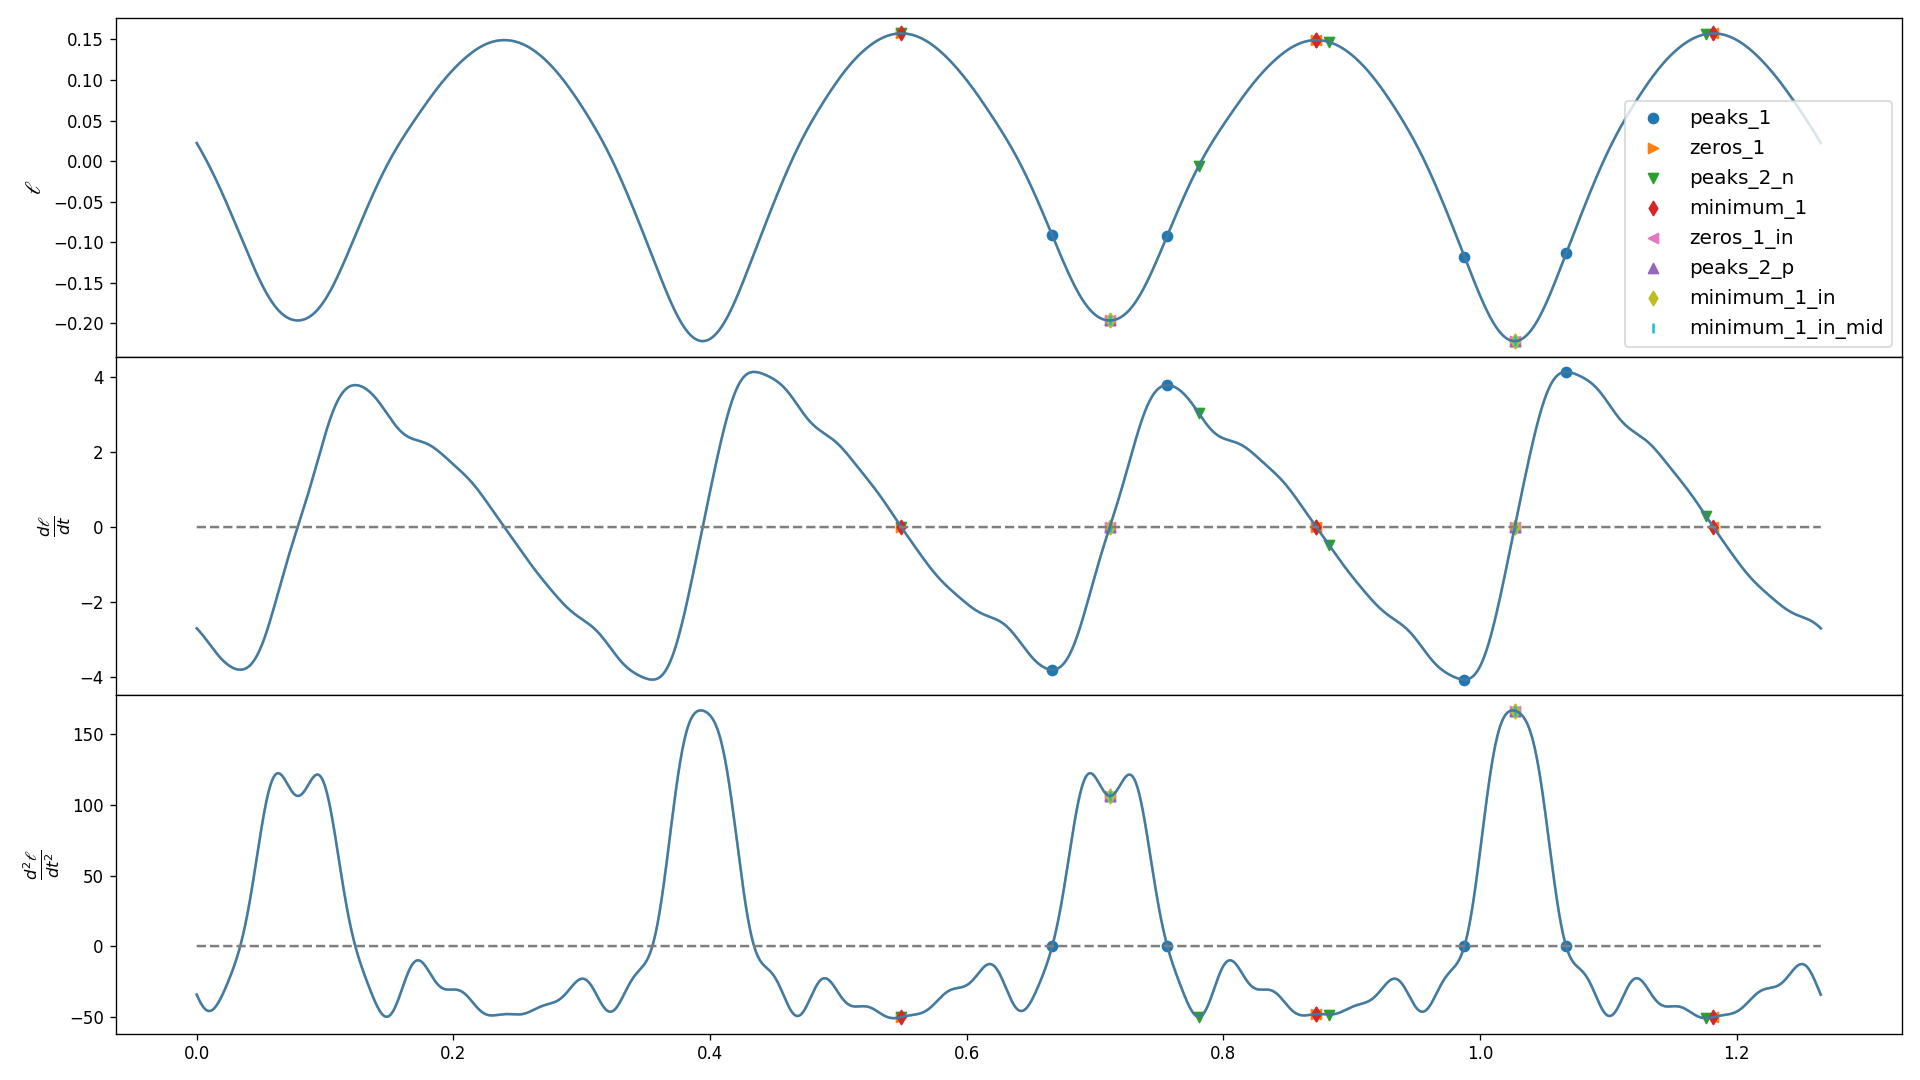 0.15
0.10
0.05
0.00
−0.05
−0.10
−0.15
−0.20
ℓ
peaks_1
zeros_1
peaks_2_n
minimum_1
zeros_1_in
peaks_2_p
minimum_1_in
minimum_1_in_mid
4
2
0
−2
−4
dℓ
dt
150
100
50
0
−50
d²ℓ
dt²
0.0 0.2 0.4 0.6 0.8 1.0 1.2